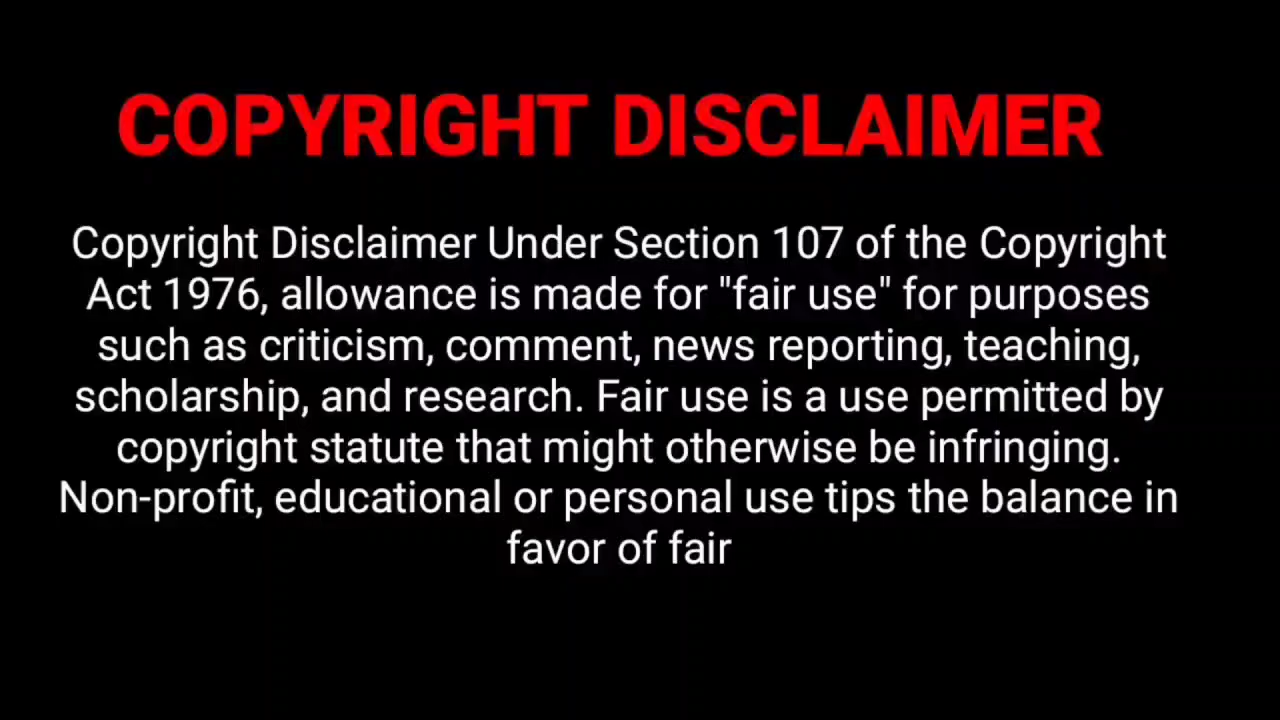 COPYRIGHT DISCLAIMER
Copyright Disclaimer Under Section 107 of the Copyright
Act 1976, allowance is made for "fair use" for purposes
such as criticism, comment, news reporting, teaching,
scholarship, and research. Fair use is a use permitted by
copyright statute that might otherwise be infringing.
Non-profit, educational or personal use tips the balance in
favor of fair